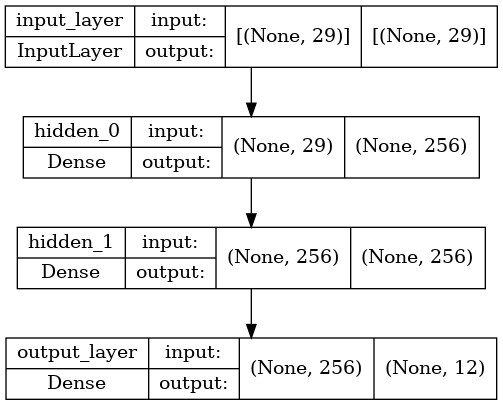 input_layer input: [(None, 29)] [(None, 29)]
InputLayer output:
hidden_0 input: (None, 29) (None, 256)
Dense output:
hidden_1 input: (None, 256) (None, 256)
Dense output:
output_layer input: (None, 256) (None, 12)
Dense output: